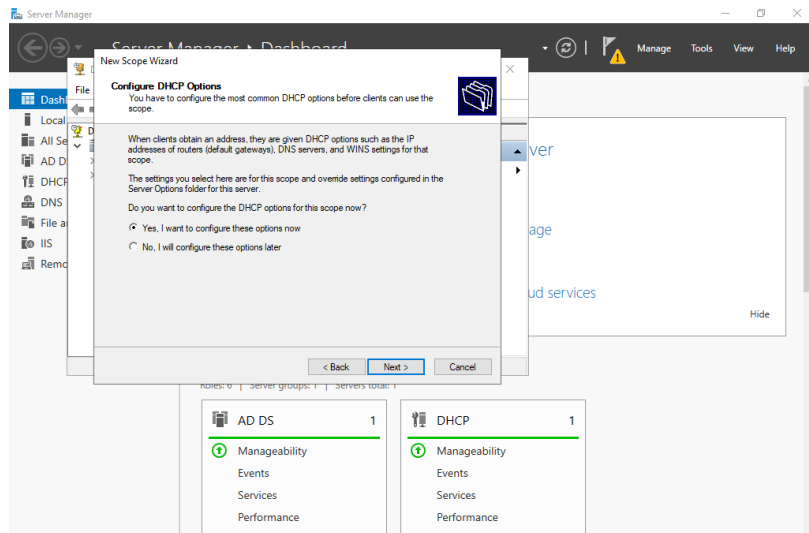 Server Manager
Server Manager • Dashboard
Manage
Tools
View
Help
New Scope Wizard
Configure DHCP Options
You have to configure the most common DHCP options before clients can use the
scope.
When clients obtain an address, they are given DHCP options such as the IP
addresses of routers (default gateways), DNS servers, and WINS settings for that
scope.
The settings you select here are for this scope and override settings configured in the
Server Options folder for this server.
Do you want to configure the DHCP options for this scope now?
Yes, I want to configure these options now
No, I will configure these options later
< Back
Next >
Cancel
File
D
Dash
Local
All Se
AD D
DHCP
DNS
File a
IIS
Remo
ver
age
ud services
Hide
Roles: 6 | Server groups: 1 | Servers total: 1
AD DS 1
Manageability
Events
Services
Performance
DHCP 1
Manageability
Events
Services
Performance